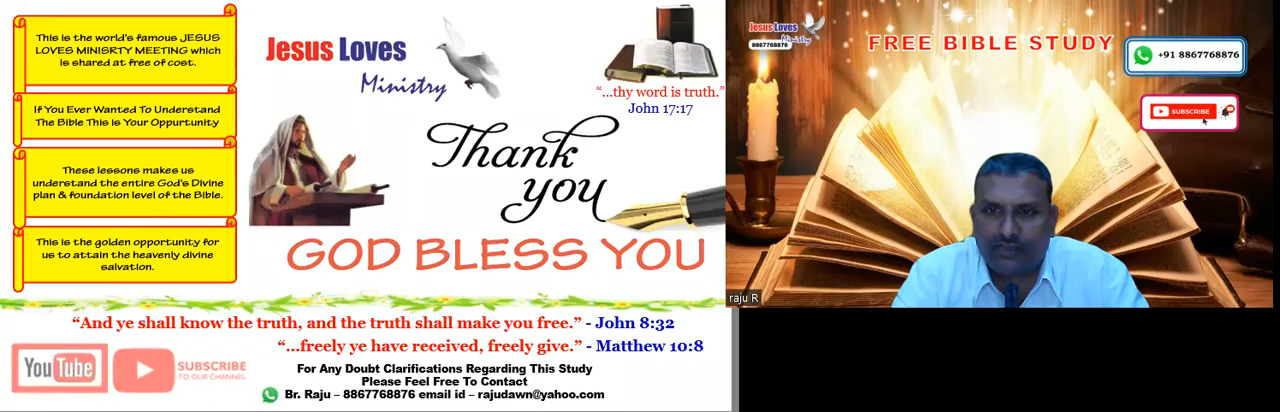 This is the world's famous JESUS
LOVES MINISRTY MEETING which
is shared at free of cost.
If You Ever Wanted To Understand
The Bible This is Your Oppurtunity
These lessons makes us
understand the entire God's Divine
plan & foundation level of the Bible.
This is the golden opportunity for
us to attain the heavenly divine
salvation.
Jesus Loves
Ministry
“...thy word is truth.”
John 17:17
Thank
you
GOD BLESS YOU
“And ye shall know the truth, and the truth shall make you free.” - John 8:32
“...freely ye have received, freely give.” - Matthew 10:8
YouTube
SUBSCRIBE
TO OUR CHANNEL
For Any Doubt Clarifications Regarding This Study
Please Feel Free To Contact
Br. Raju – 8867768876 email id – rajudawn@yahoo.com
Jesus Loves
Ministry
8867768876
FREE BIBLE STUDY
+91 8867768876
SUBSCRIBE
raju R